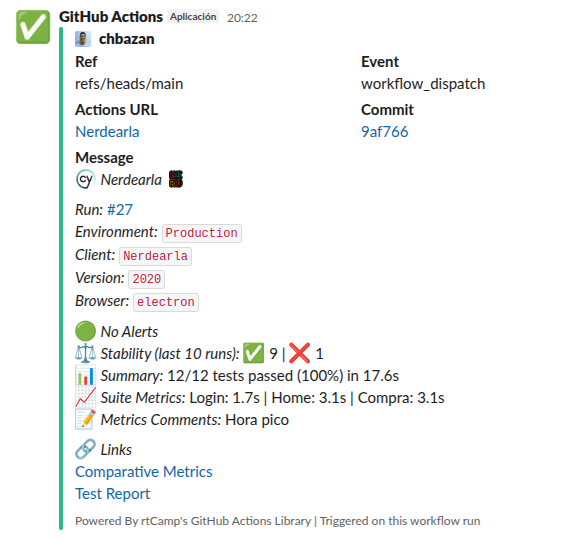 GitHub Actions Aplicación 20:22
chbazan
Ref Event
refs/heads/main workflow_dispatch
Actions URL Commit
Nerdearla 9af766
Message
cy Nerdearla
Run: #27
Environment: Production
Client: Nerdearla
Version: 2020
Browser: electron
No Alerts
Stability (last 10 runs): ✅ 9 | ❌ 1
Summary: 12/12 tests passed (100%) in 17.6s
Suite Metrics: Login: 1.7s | Home: 3.1s | Compra: 3.1s
Metrics Comments: Hora pico
Links
Comparative Metrics
Test Report
Powered By rtCamp's GitHub Actions Library | Triggered on this workflow run